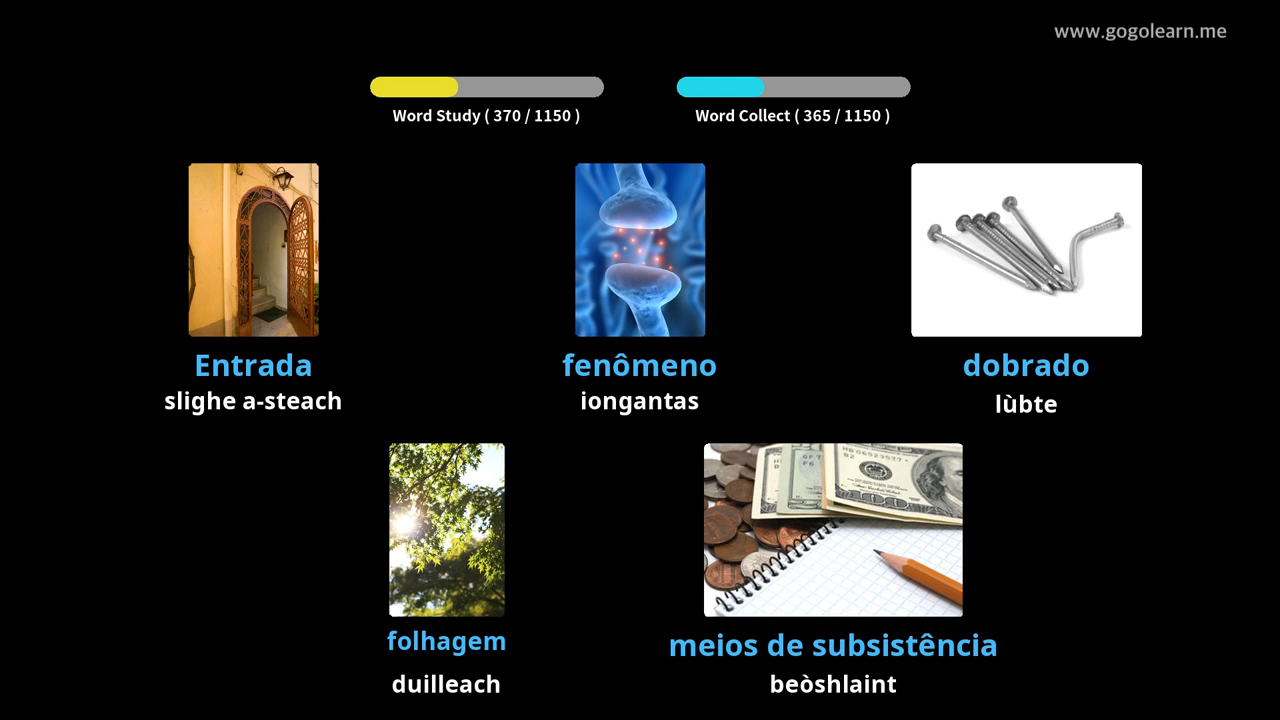 www.gogolearn.me
Word Study ( 370 / 1150 )
Word Collect ( 365 / 1150 )
Entrada
slighe a-steach
fenômeno
iongantas
dobrado
lùbte
folhagem
duilleach
meios de subsistência
beòshlaint